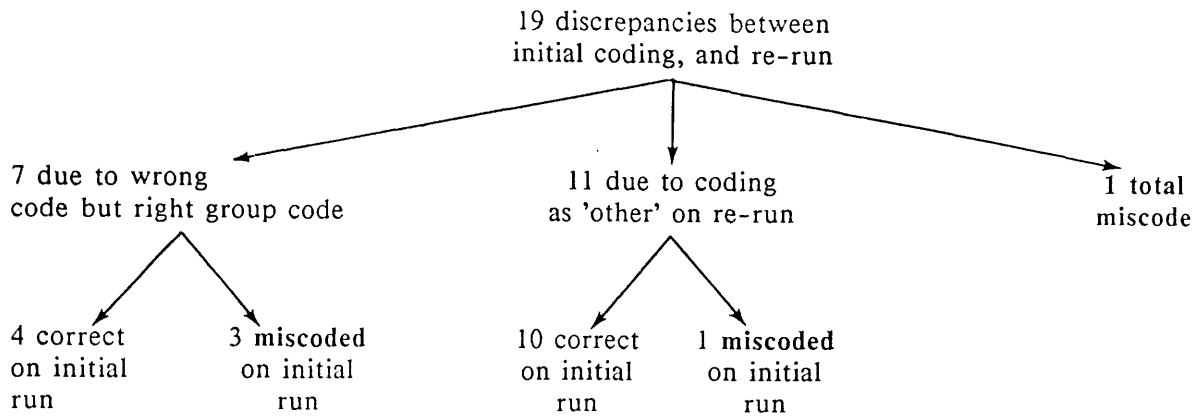 19 discrepancies between
initial coding, and re-run
7 due to wrong
code but right group code
11 due to coding
as 'other' on re-run
1 total
miscode
4 correct
on initial
run
3 miscoded
on initial
run
10 correct
on initial
run
1 miscoded
on initial
run